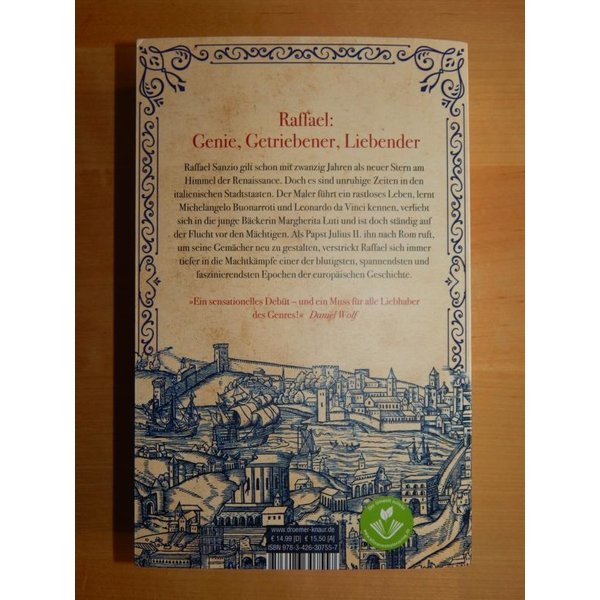 Raffael:
Genie, Getriebener, Liebender
Raffael Sanzio gilt schon mit zwanzig Jahren als neuer Stern am
Himmel der Renaissance. Doch es sind unruhige Zeiten in den
italienischen Stadtstaaten. Der Maler führt ein rastloses Leben, lernt
Michelangelo Buonarroti und Leonardo da Vinci kennen, verliebt
sich in die junge Bäckerin Margherita Luti und ist doch ständig auf
der Flucht vor den Mächtigen. Als Papst Julius II. ihn nach Rom ruft,
um seine Gemächer neu zu gestalten, verstrickt Raffael sich immer
tiefer in die Machtkämpfe einer der blutigsten, spannendsten und
faszinierendsten Epochen der europäischen Geschichte.
»Ein sensationelles Debüt – und ein Muss für alle Liebhaber
des Genres!« Daniel Wolf
www.droemer-knaur.de
€ 14,99 [D] € 15,50 [A]
ISBN 978-3-426-30755-7